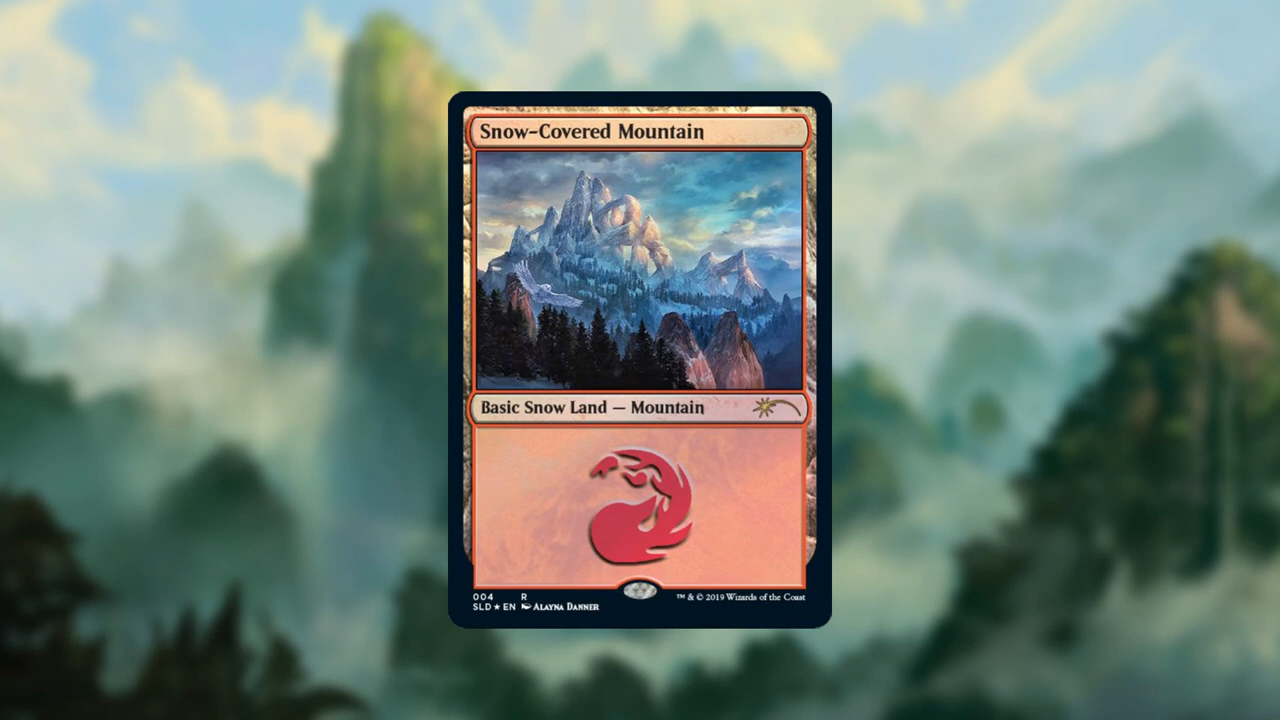 Snow-Covered Mountain
Basic Snow Land — Mountain
004 R
SLD ★ EN Alayna Danner
™ & © 2019 Wizards of the Coast